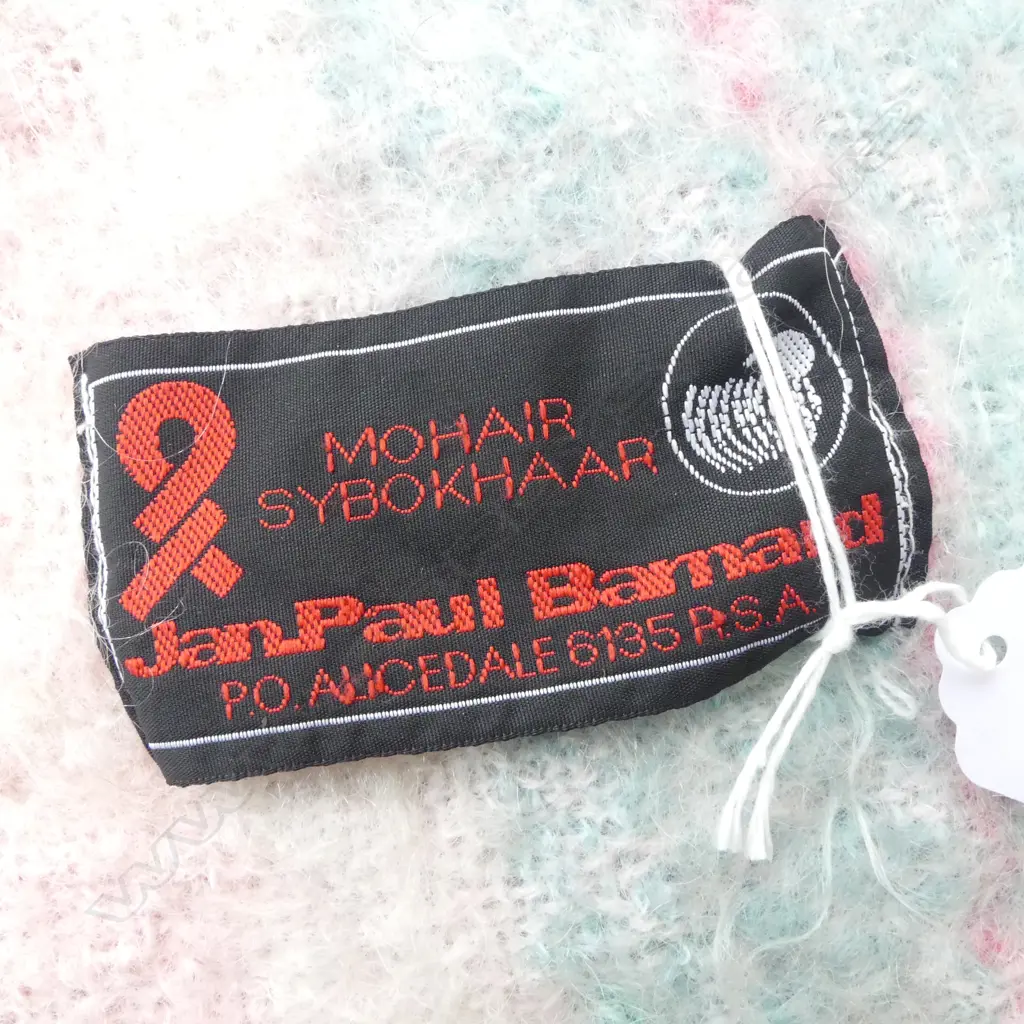 MOHAIR
SYBOKHAAR
Jan Paul Barnard
P.O. ALICEDALE 6135 R.S.A.